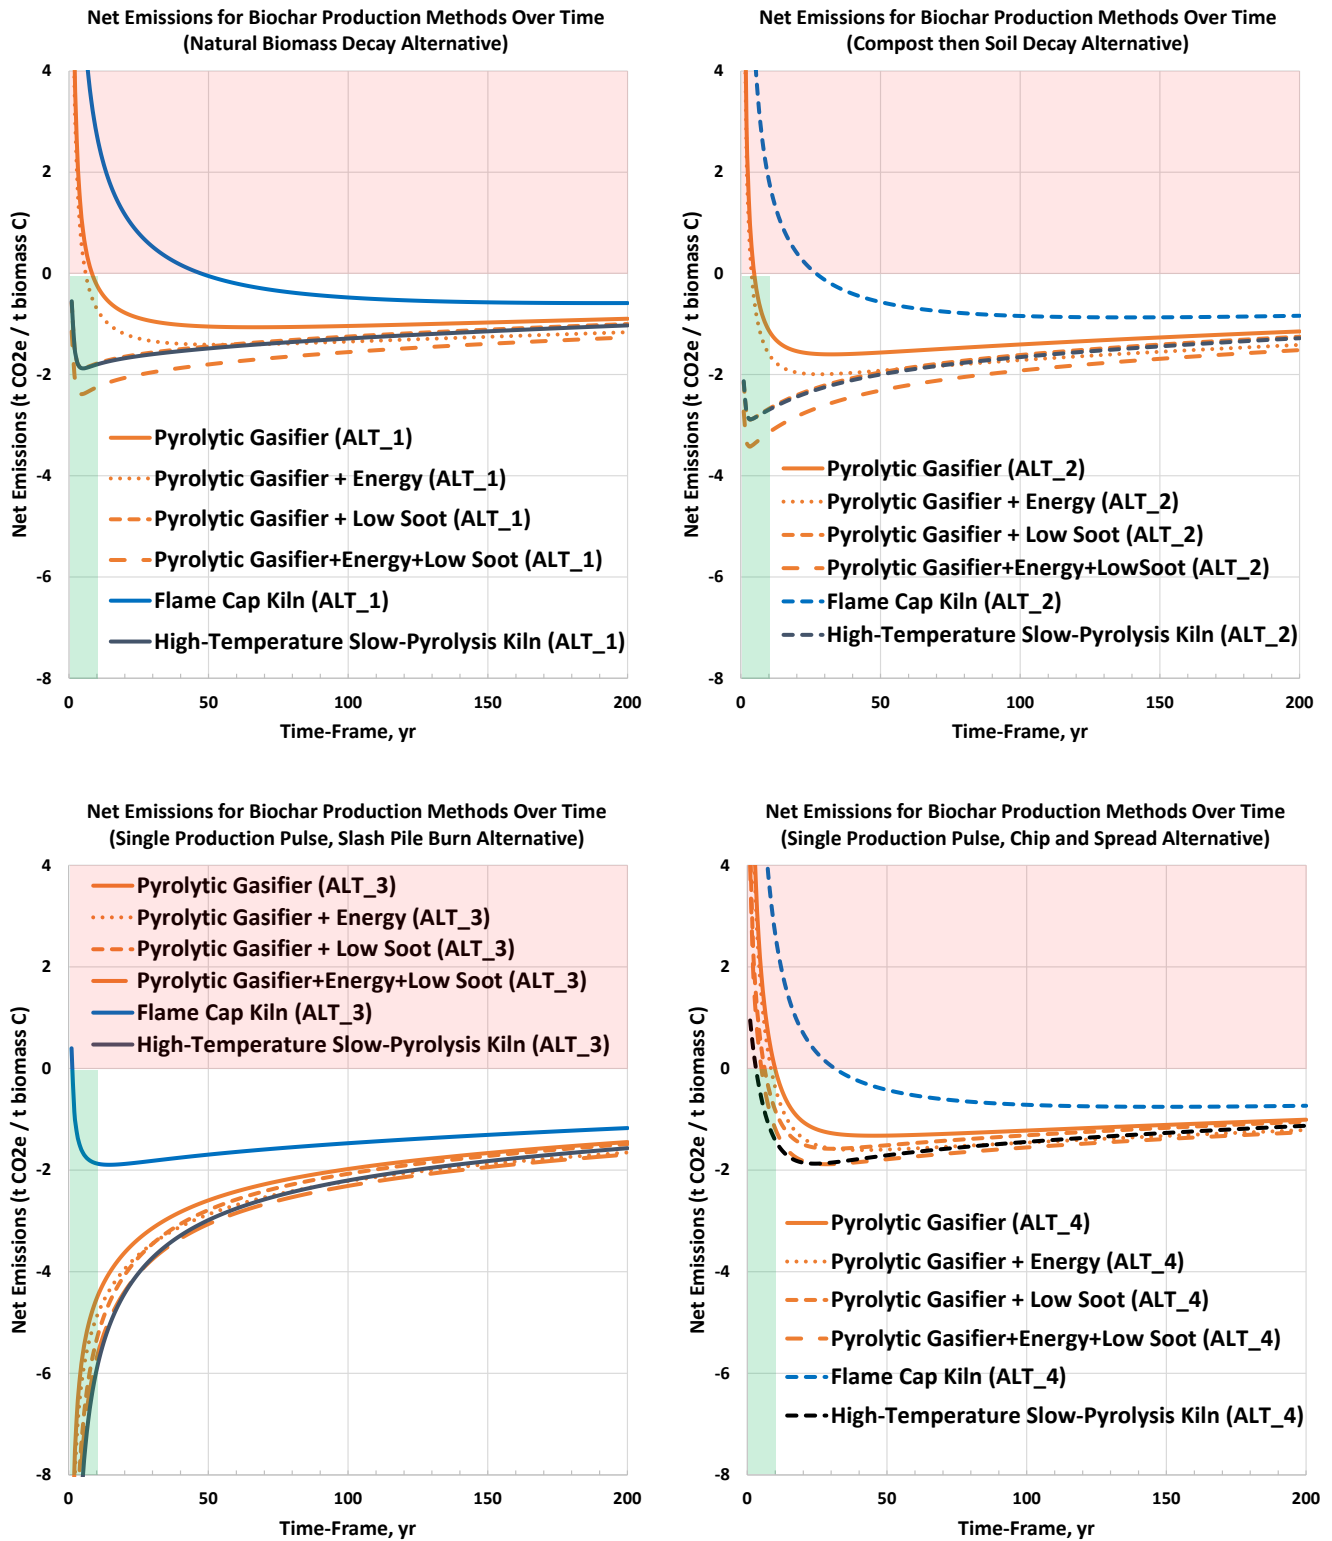 Net Emissions for Biochar Production Methods Over Time
(Natural Biomass Decay Alternative)
4
2
0
-2
-4
-6
-8
Net Emissions (t CO2e / t biomass C)
Pyrolytic Gasifier (ALT_1)
Pyrolytic Gasifier + Energy (ALT_1)
Pyrolytic Gasifier + Low Soot (ALT_1)
Pyrolytic Gasifier+Energy+Low Soot (ALT_1)
Flame Cap Kiln (ALT_1)
High-Temperature Slow-Pyrolysis Kiln (ALT_1)
0 50 100 150 200
Time-Frame, yr
Net Emissions for Biochar Production Methods Over Time
(Compost then Soil Decay Alternative)
4
2
0
-2
-4
-6
-8
Net Emissions (t CO2e / t biomass C)
Pyrolytic Gasifier (ALT_2)
Pyrolytic Gasifier + Energy (ALT_2)
Pyrolytic Gasifier + Low Soot (ALT_2)
Pyrolytic Gasifier+Energy+LowSoot (ALT_2)
Flame Cap Kiln (ALT_2)
High-Temperature Slow-Pyrolysis Kiln (ALT_2)
0 50 100 150 200
Time-Frame, yr
Net Emissions for Biochar Production Methods Over Time
(Single Production Pulse, Slash Pile Burn Alternative)
4
2
0
-2
-4
-6
-8
Net Emissions (t CO2e / t biomass C)
Pyrolytic Gasifier (ALT_3)
Pyrolytic Gasifier + Energy (ALT_3)
Pyrolytic Gasifier + Low Soot (ALT_3)
Pyrolytic Gasifier+Energy+Low Soot (ALT_3)
Flame Cap Kiln (ALT_3)
High-Temperature Slow-Pyrolysis Kiln (ALT_3)
0 50 100 150 200
Time-Frame, yr
Net Emissions for Biochar Production Methods Over Time
(Single Production Pulse, Chip and Spread Alternative)
4
2
0
-2
-4
-6
-8
Net Emissions (t CO2e / t biomass C)
Pyrolytic Gasifier (ALT_4)
Pyrolytic Gasifier + Energy (ALT_4)
Pyrolytic Gasifier + Low Soot (ALT_4)
Pyrolytic Gasifier+Energy+Low Soot (ALT_4)
Flame Cap Kiln (ALT_4)
High-Temperature Slow-Pyrolysis Kiln (ALT_4)
0 50 100 150 200
Time-Frame, yr